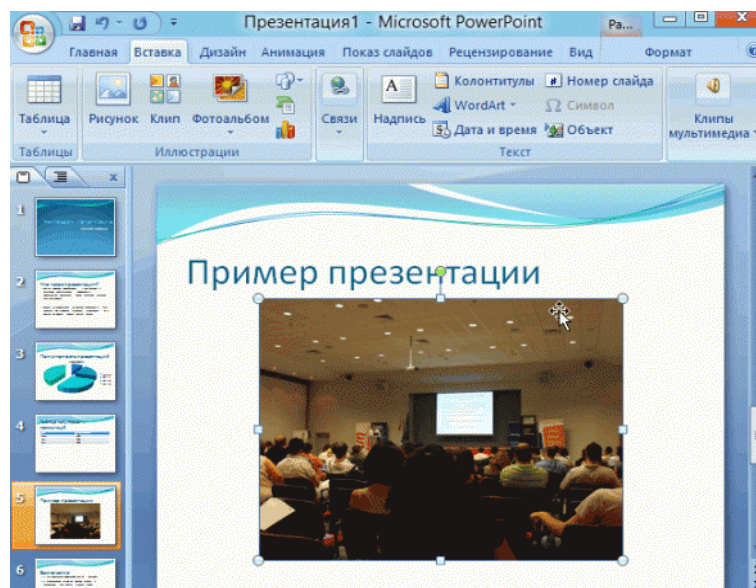 Презентация1 - Microsoft PowerPoint
Ра...
Главная Вставка Дизайн Анимация Показ слайдов Рецензирование Вид Формат
Таблица Рисунок Клип Фотоальбом Связи Надпись
Колонтитулы # Номер слайда
WordArt Ω Символ
Дата и время Объект
Клипы мультимедиа
Таблицы Иллюстрации Текст
1
2
3
4
5
6
Пример презентации